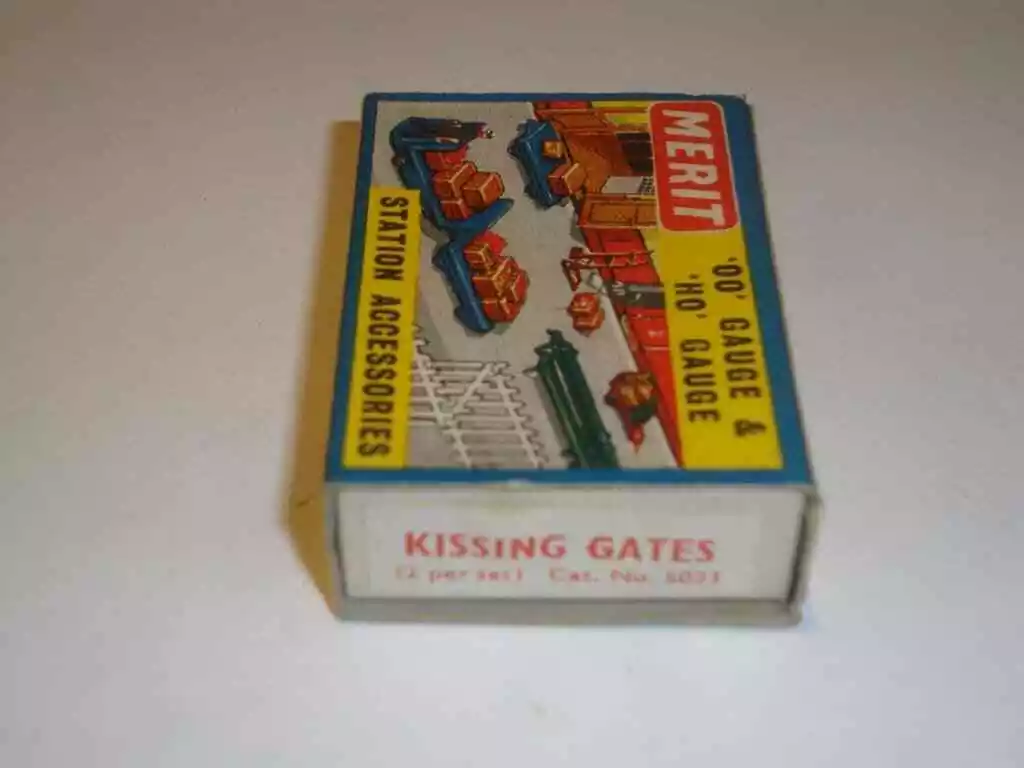 MERIT
'OO' GAUGE &
'HO' GAUGE
STATION ACCESSORIES
KISSING GATES
(2 per set) Cat. No.